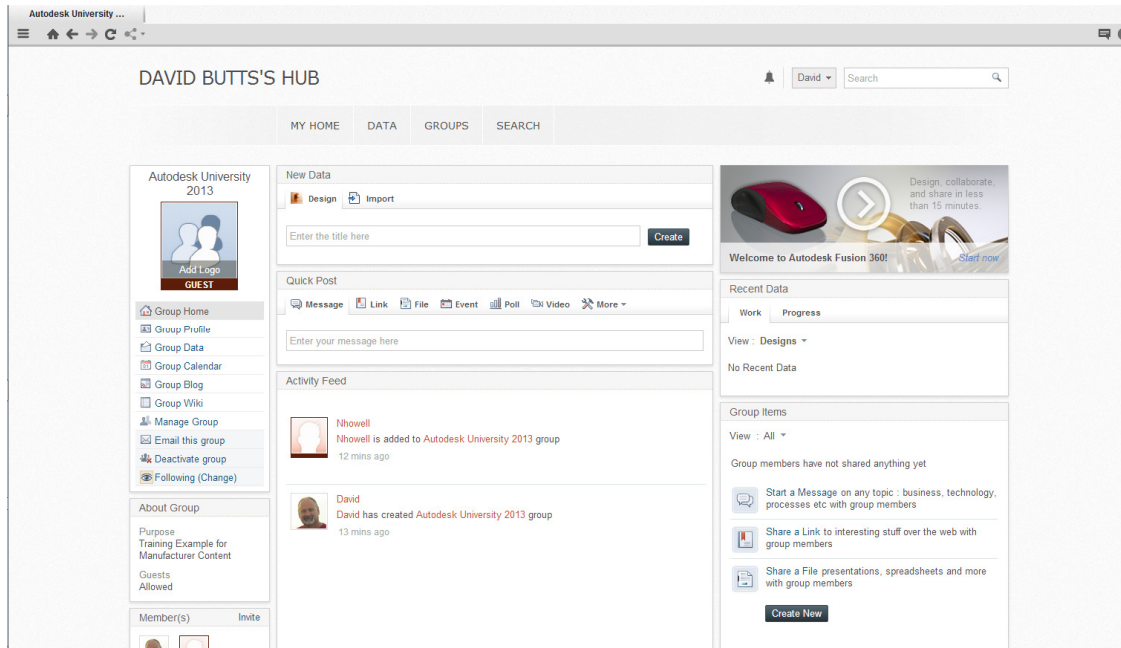 Autodesk University ...
DAVID BUTTS'S HUB
David
Search
MY HOME
DATA
GROUPS
SEARCH
Autodesk University
2013
Add Logo
GUEST
Group Home
Group Profile
Group Data
Group Calendar
Group Blog
Group Wiki
Manage Group
Email this group
Deactivate group
Following (Change)
About Group
Purpose
Training Example for
Manufacturer Content
Guests
Allowed
Member(s) Invite
New Data
Design Import
Enter the title here
Create
Quick Post
Message Link File Event Poll Video More
Enter your message here
Activity Feed
Nhowell
Nhowell is added to Autodesk University 2013 group
12 mins ago
David
David has created Autodesk University 2013 group
13 mins ago
Design, collaborate,
and share in less
than 15 minutes.
Welcome to Autodesk Fusion 360! Start now
Recent Data
Work Progress
View : Designs
No Recent Data
Group Items
View : All
Group members have not shared anything yet
Start a Message on any topic : business, technology,
processes etc with group members
Share a Link to interesting stuff over the web with
group members
Share a File presentations, spreadsheets and more
with group members
Create New